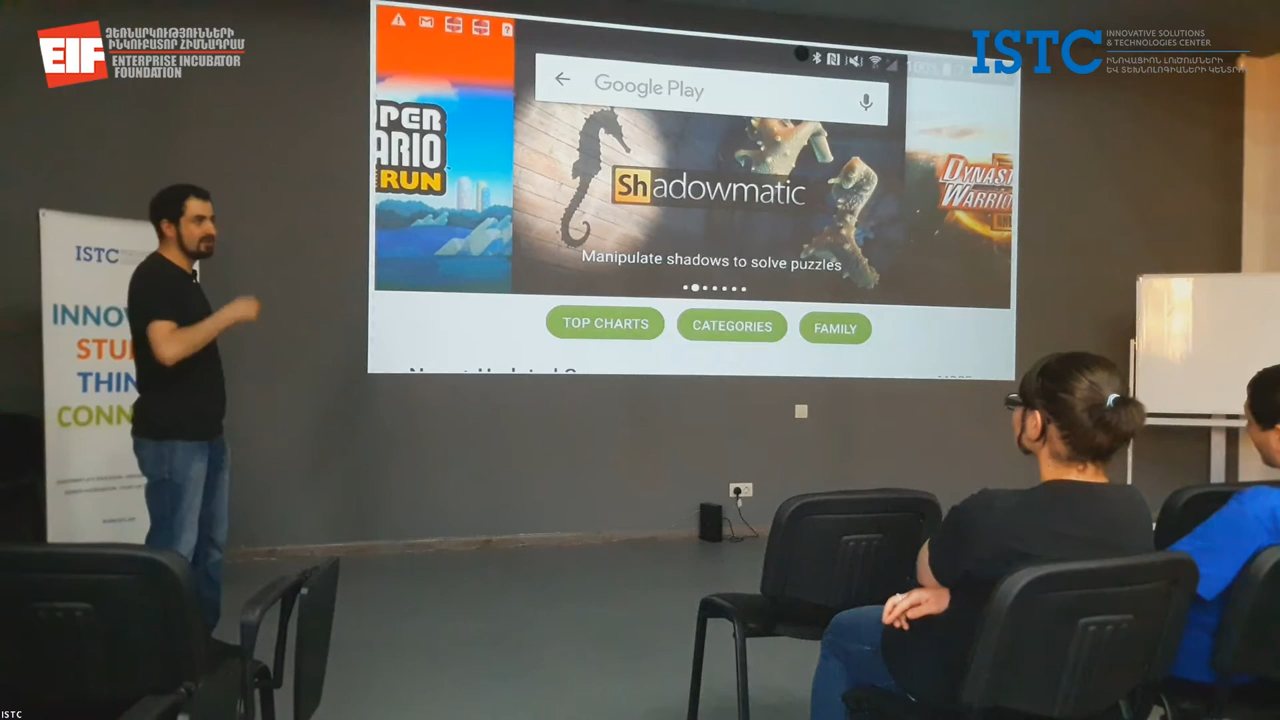 EIF
ՁԵՌՆԱՐԿՈՒԹՅՈՒՆՆԵՐԻ
ԻՆԿՈՒԲԱՏՈՐ ՀԻՄՆԱԴՐԱՄ
ENTERPRISE INCUBATOR
FOUNDATION
ISTC
INNOVATIVE SOLUTIONS
& TECHNOLOGIES CENTER
ԻՆՈՎԱՑԻՈՆ ԼՈՒԾՈՒՄՆԵՐԻ
ԵՎ ՏԵԽՆՈԼՈԳԻԱՆԵՐԻ ԿԵՆՏՐՈՆ
100%
Google Play
PER
ARIO
RUN
Shadowmatic
DYNAST
WARRIO
Manipulate shadows to solve puzzles
TOP CHARTS
CATEGORIES
FAMILY
ISTC
INNOV
STU
THIN
CONN
ISTC